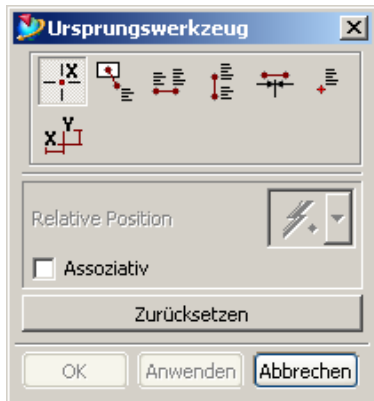 Ursprungswerkzeug
X
Y
X
Relative Position
Assoziativ
Zurücksetzen
OK Anwenden Abbrechen